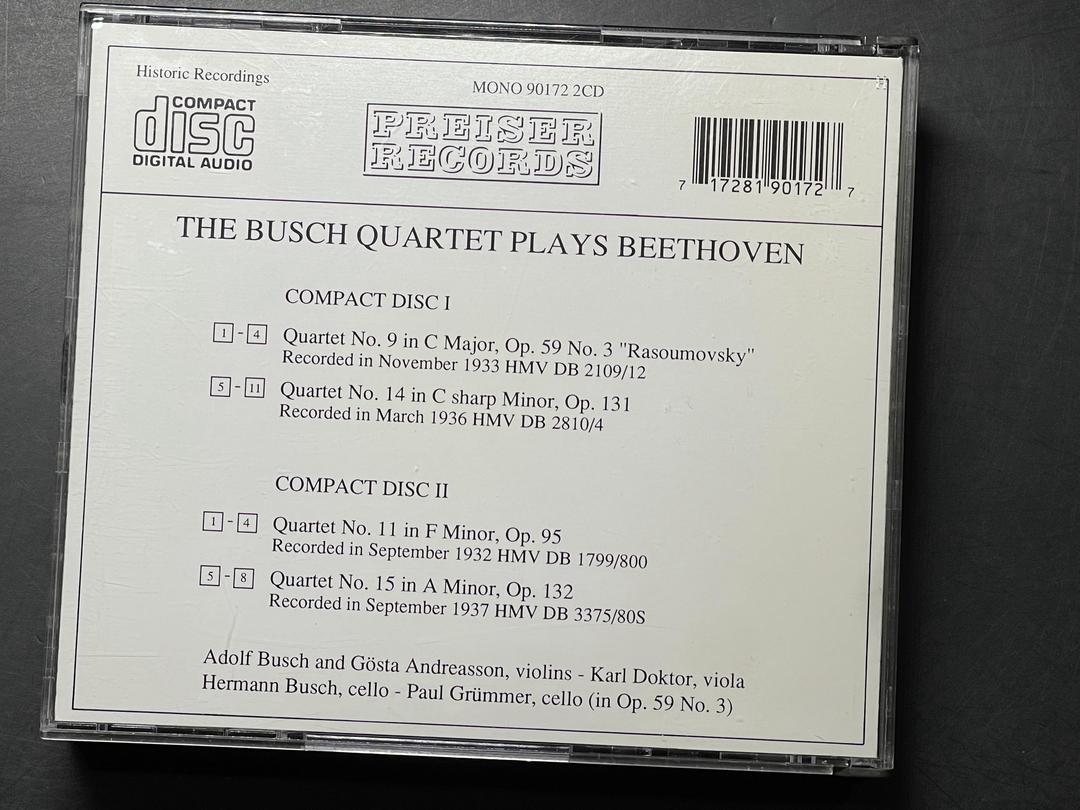 Historic Recordings
COMPACT
disc
DIGITAL AUDIO
MONO 90172 2CD
PREISER
RECORDS
7 17281 90172 7
THE BUSCH QUARTET PLAYS BEETHOVEN
COMPACT DISC I
1 - 4 Quartet No. 9 in C Major, Op. 59 No. 3 "Rasoumovsky"
Recorded in November 1933 HMV DB 2109/12
5 - 11 Quartet No. 14 in C sharp Minor, Op. 131
Recorded in March 1936 HMV DB 2810/4
COMPACT DISC II
1 - 4 Quartet No. 11 in F Minor, Op. 95
Recorded in September 1932 HMV DB 1799/800
5 - 8 Quartet No. 15 in A Minor, Op. 132
Recorded in September 1937 HMV DB 3375/80S
Adolf Busch and Gösta Andreasson, violins - Karl Doktor, viola
Hermann Busch, cello - Paul Grümmer, cello (in Op. 59 No. 3)